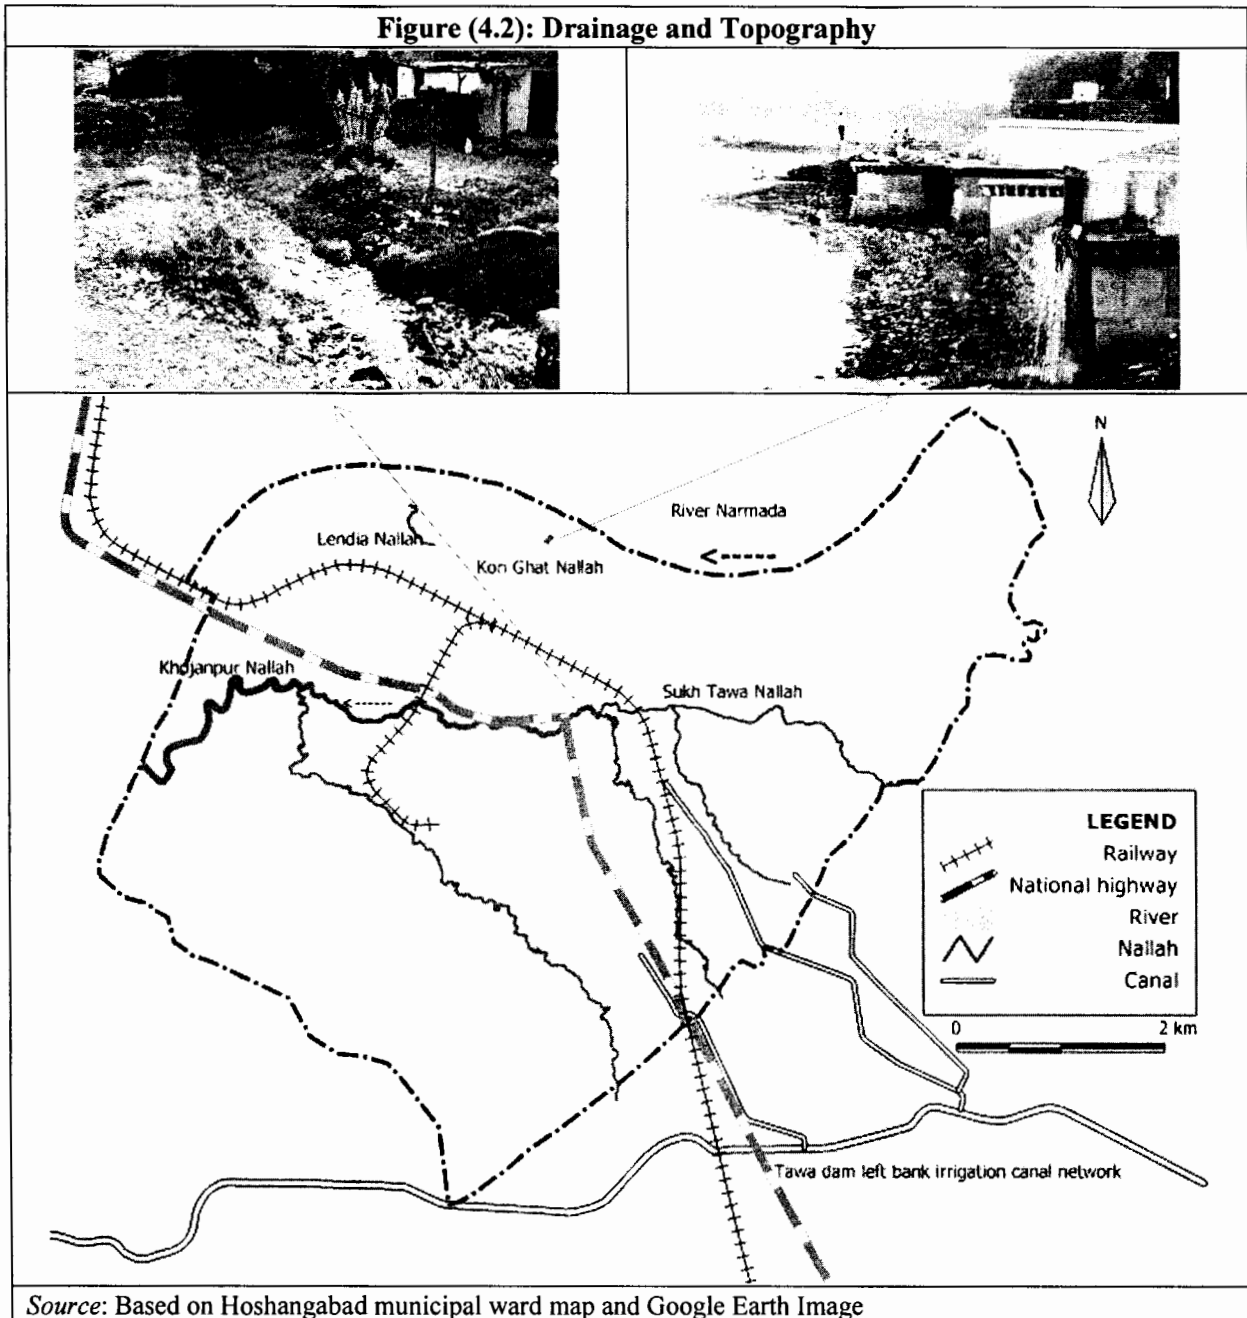 Figure (4.2): Drainage and Topography
N
River Narmada
Lendia Nallah
Kon Ghat Nallah
Khojanpur Nallah
Sukh Tawa Nallah
LEGEND
Railway
National highway
River
Nallah
Canal
0 2 km
Tawa dam left bank irrigation canal network
Source: Based on Hoshangabad municipal ward map and Google Earth Image